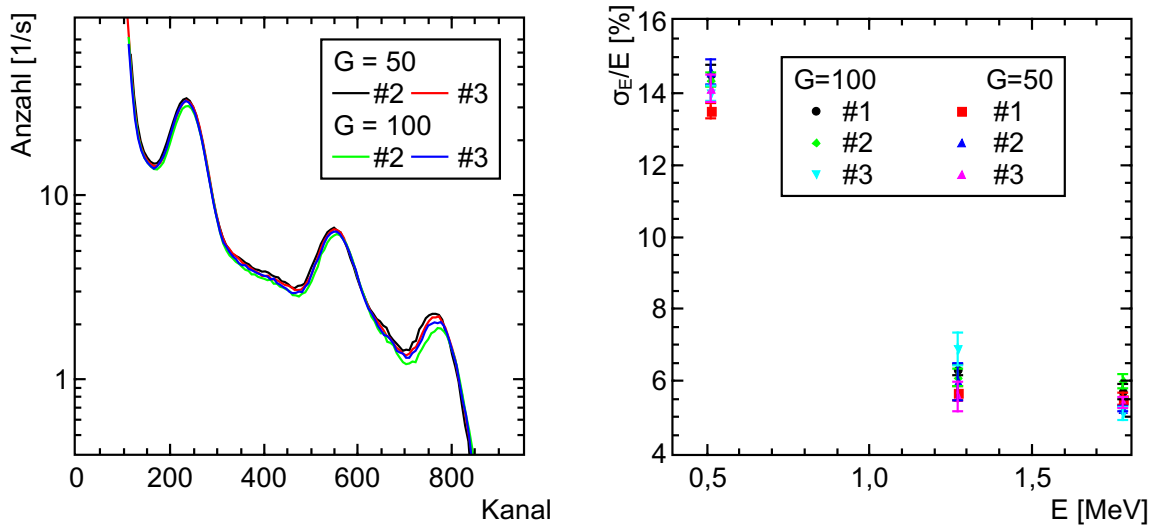 Anzahl [1/s]
10
1
G = 50
#2 #3
G = 100
#2 #3
0 200 400 600 800
Kanal
σE/E [%]
16
14
12
10
8
6
4
G=100 G=50
#1 #1
#2 #2
#3 #3
0,5 1,0 1,5
E [MeV]